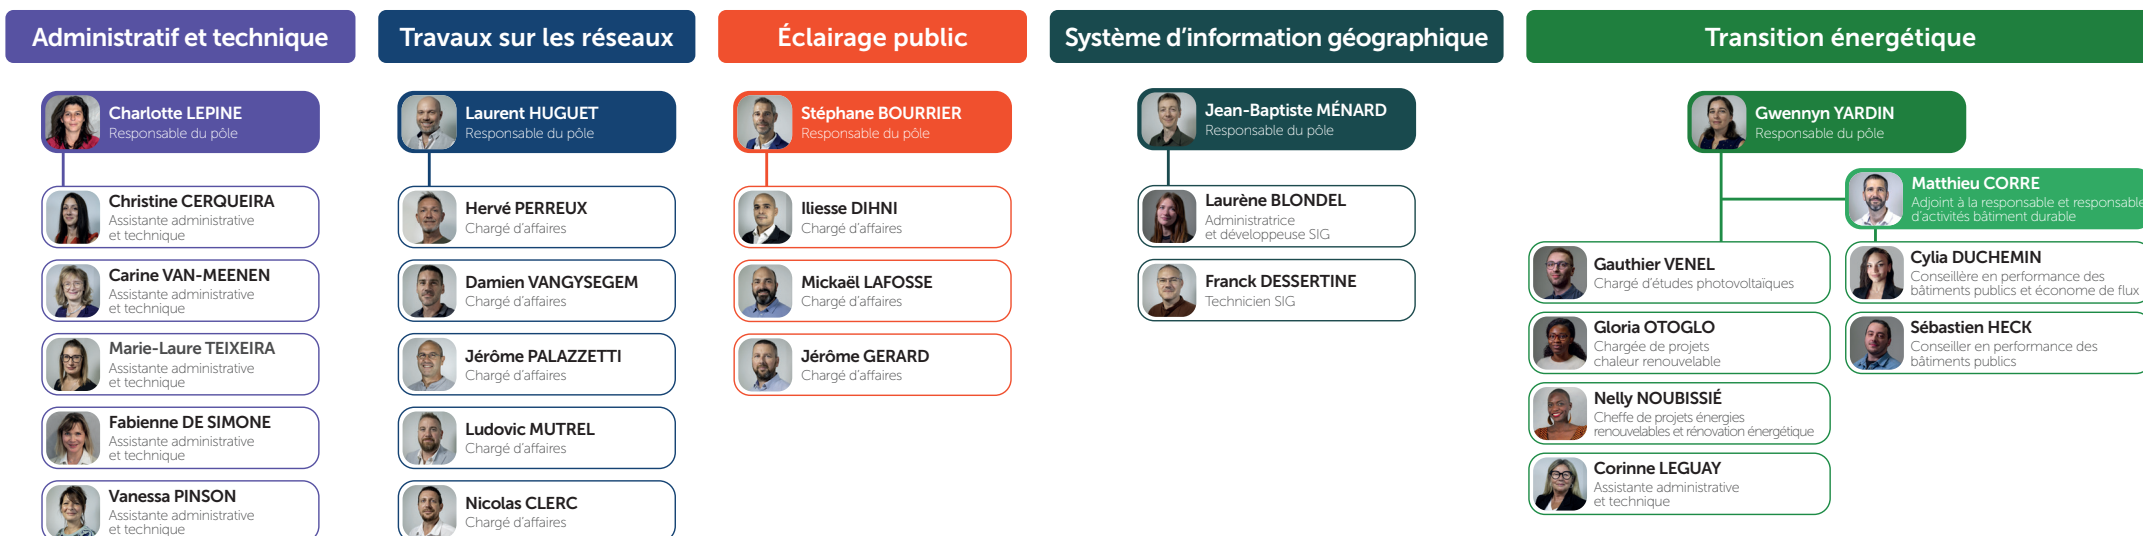 Administratif et technique
Charlotte LEPINE
Responsable du pôle
Christine CERQUEIRA
Assistante administrative
et technique
Carine VAN-MEENEN
Assistante administrative
et technique
Marie-Laure TEIXEIRA
Assistante administrative
et technique
Fabienne DE SIMONE
Assistante administrative
et technique
Vanessa PINSON
Assistante administrative
et technique
Travaux sur les réseaux
Laurent HUGUET
Responsable du pôle
Hervé PERREUX
Chargé d'affaires
Damien VANGYSEGEM
Chargé d'affaires
Jérôme PALAZZETTI
Chargé d'affaires
Ludovic MUTREL
Chargé d'affaires
Nicolas CLERC
Chargé d'affaires
Éclairage public
Stéphane BOURRIER
Responsable du pôle
Iliesse DIHNI
Chargé d'affaires
Mickaël LAFOSSE
Chargé d'affaires
Jérôme GERARD
Chargé d'affaires
Système d'information géographique
Jean-Baptiste MÉNARD
Responsable du pôle
Laurène BLONDEL
Administratrice
et développeuse SIG
Franck DESSERTINE
Technicien SIG
Transition énergétique
Gwennyn YARDIN
Responsable du pôle
Matthieu CORRE
Adjoint à la responsable et responsable
d'activités bâtiment durable
Gauthier VENEL
Chargé d'études photovoltaïques
Gloria OTOGLO
Chargée de projets
chaleur renouvelable
Nelly NOUBISSIÉ
Cheffe de projets énergies
renouvelables et rénovation énergétique
Corinne LEGUAY
Assistante administrative
et technique
Cylia DUCHEMIN
Conseillère en performance des
bâtiments publics et économe de flux
Sébastien HECK
Conseiller en performance des
bâtiments publics